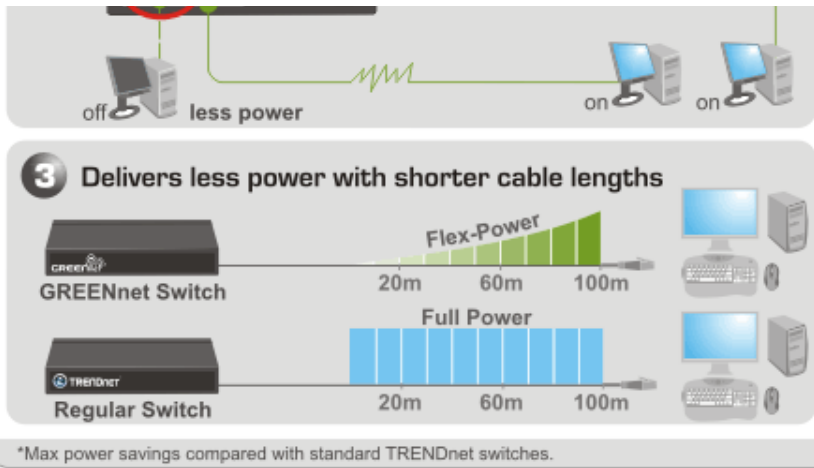 off
less power
on
on
3 Delivers less power with shorter cable lengths
Flex-Power
GREENnet
20m 60m 100m
GREENnet Switch
Full Power
TRENDnet
20m 60m 100m
Regular Switch
*Max power savings compared with standard TRENDnet switches.